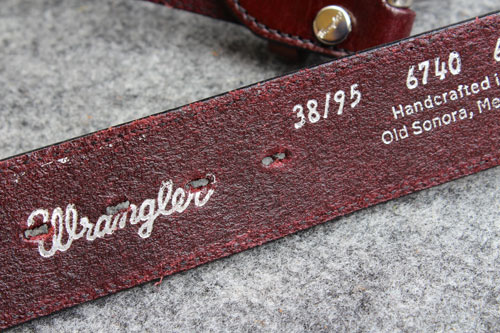 Wrangler
38/95 6740
Handcrafted
Old Sonora,